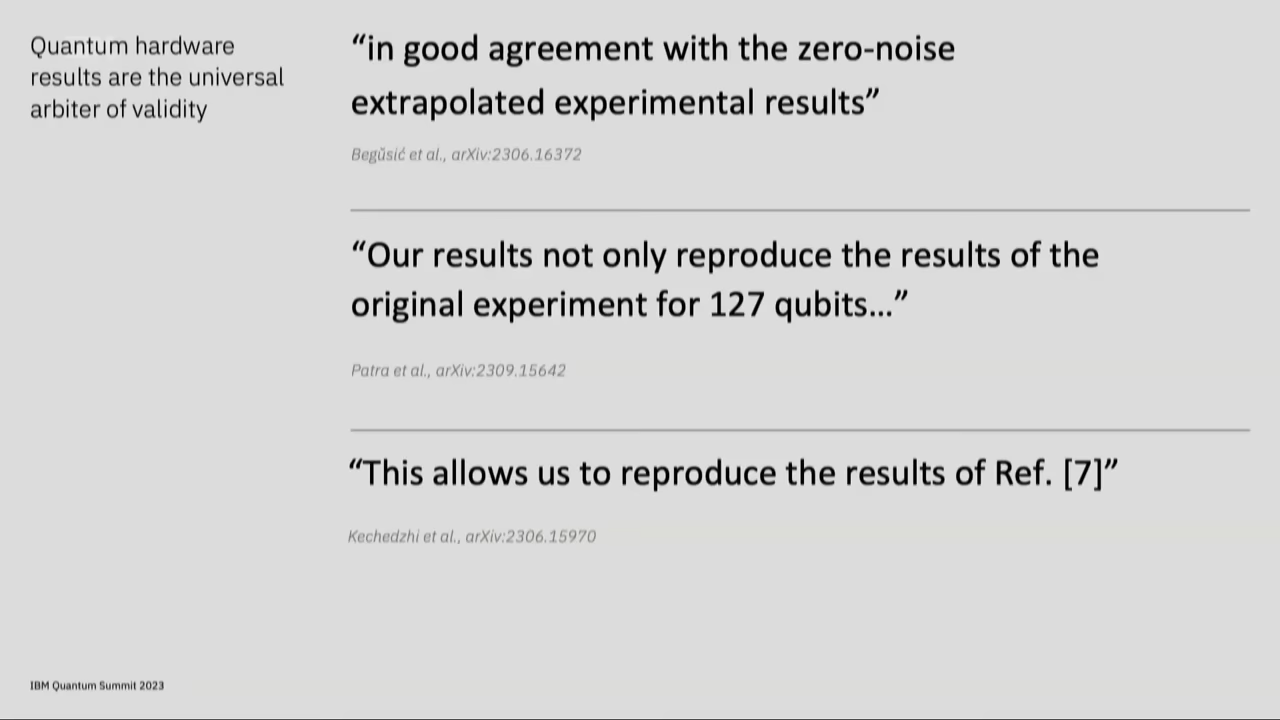 Quantum hardware
results are the universal
arbiter of validity
“in good agreement with the zero-noise
extrapolated experimental results”
Begŭsić et al., arXiv:2306.16372
“Our results not only reproduce the results of the
original experiment for 127 qubits...”
Patra et al., arXiv:2309.15642
“This allows us to reproduce the results of Ref. [7]”
Kechedzhi et al., arXiv:2306.15970
IBM Quantum Summit 2023